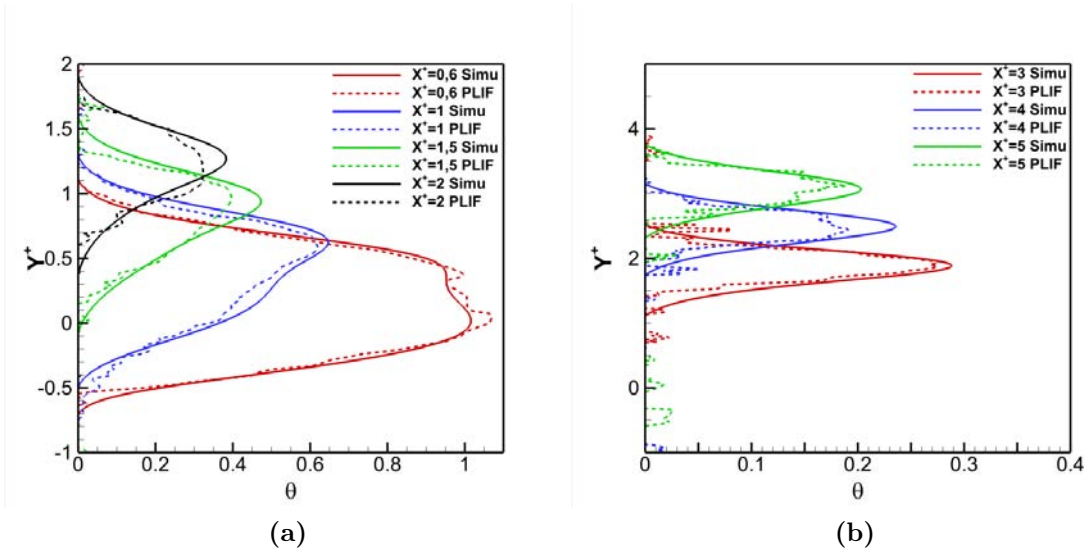 2
1.5
1
0.5
0
-0.5
-1
Y⁺
0 0.2 0.4 0.6 0.8 1
θ
X⁺=0,6 Simu
X⁺=0,6 PLIF
X⁺=1 Simu
X⁺=1 PLIF
X⁺=1,5 Simu
X⁺=1,5 PLIF
X⁺=2 Simu
X⁺=2 PLIF
(a)
4
2
0
Y⁺
0 0.1 0.2 0.3 0.4
θ
X⁺=3 Simu
X⁺=3 PLIF
X⁺=4 Simu
X⁺=4 PLIF
X⁺=5 Simu
X⁺=5 PLIF
(b)